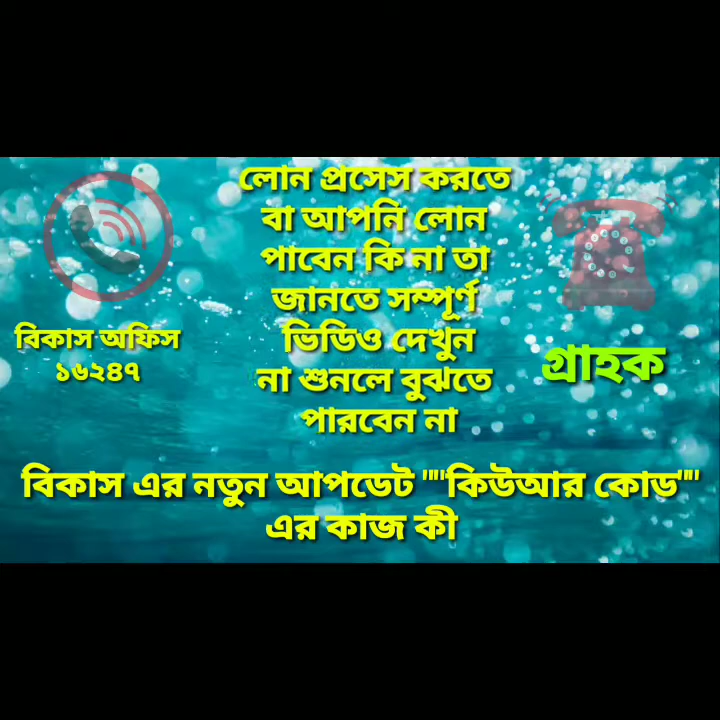 লোন প্রসেস করতে
বা আপনি লোন
পাবেন কি না তা
জানতে সম্পূর্ণ
ভিডিও দেখুন
না শুনলে বুঝতে
পারবেন না
বিকাস অফিস
১৬২৪৭
গ্রাহক
বিকাস এর নতুন আপডেট ""কিউআর কোড""
এর কাজ কী